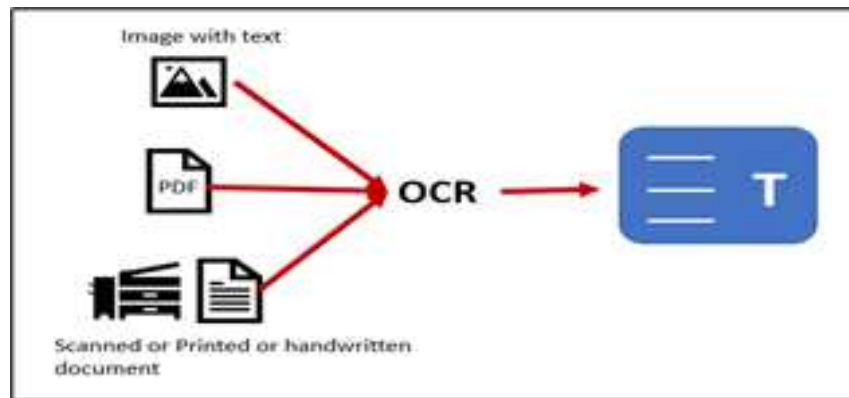 Image with text
PDF
OCR
T
Scanned or Printed or handwritten
document